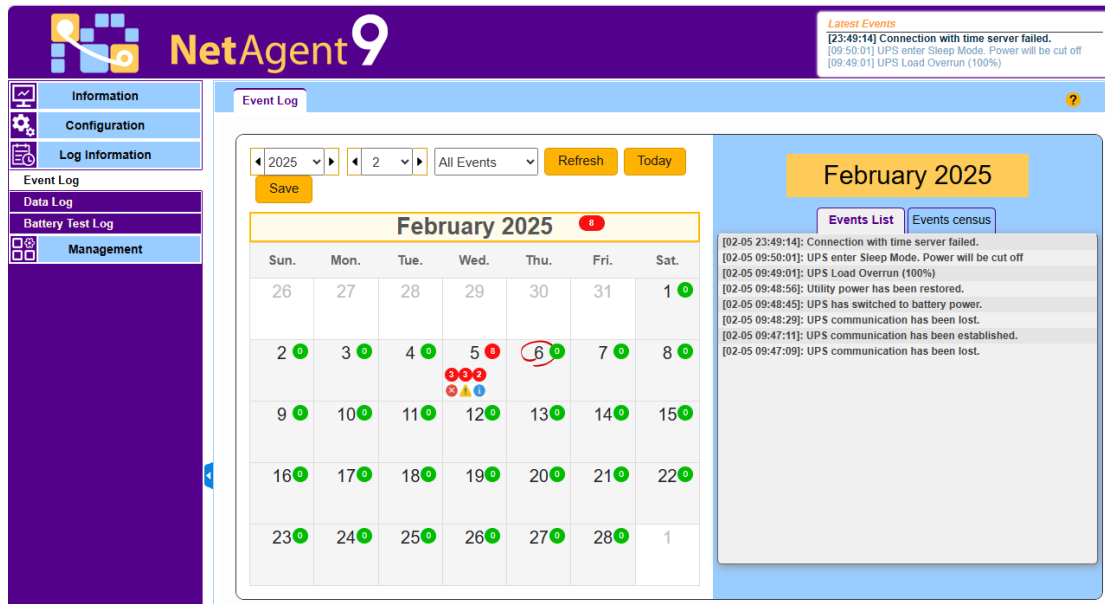 NetAgent 9
Latest Events
[23:49:14] Connection with time server failed.
[09:50:01] UPS enter Sleep Mode. Power will be cut off
[09:49:01] UPS Load Overrun (100%)
Information
Configuration
Log Information
Event Log
Data Log
Battery Test Log
Management
Event Log
?
2025 2 All Events Refresh Today
Save
February 2025 8
Sun. Mon. Tue. Wed. Thu. Fri. Sat.
26 27 28 29 30 31 1 0
2 0 3 0 4 0 5 8 6 0 7 0 8 0
3 3 2
9 0 10 0 11 0 12 0 13 0 14 0 15 0
16 0 17 0 18 0 19 0 20 0 21 0 22 0
23 0 24 0 25 0 26 0 27 0 28 0 1
February 2025
Events List Events census
[02-05 23:49:14]: Connection with time server failed.
[02-05 09:50:01]: UPS enter Sleep Mode. Power will be cut off
[02-05 09:49:01]: UPS Load Overrun (100%)
[02-05 09:48:56]: Utility power has been restored.
[02-05 09:48:45]: UPS has switched to battery power.
[02-05 09:48:29]: UPS communication has been lost.
[02-05 09:47:11]: UPS communication has been established.
[02-05 09:47:09]: UPS communication has been lost.